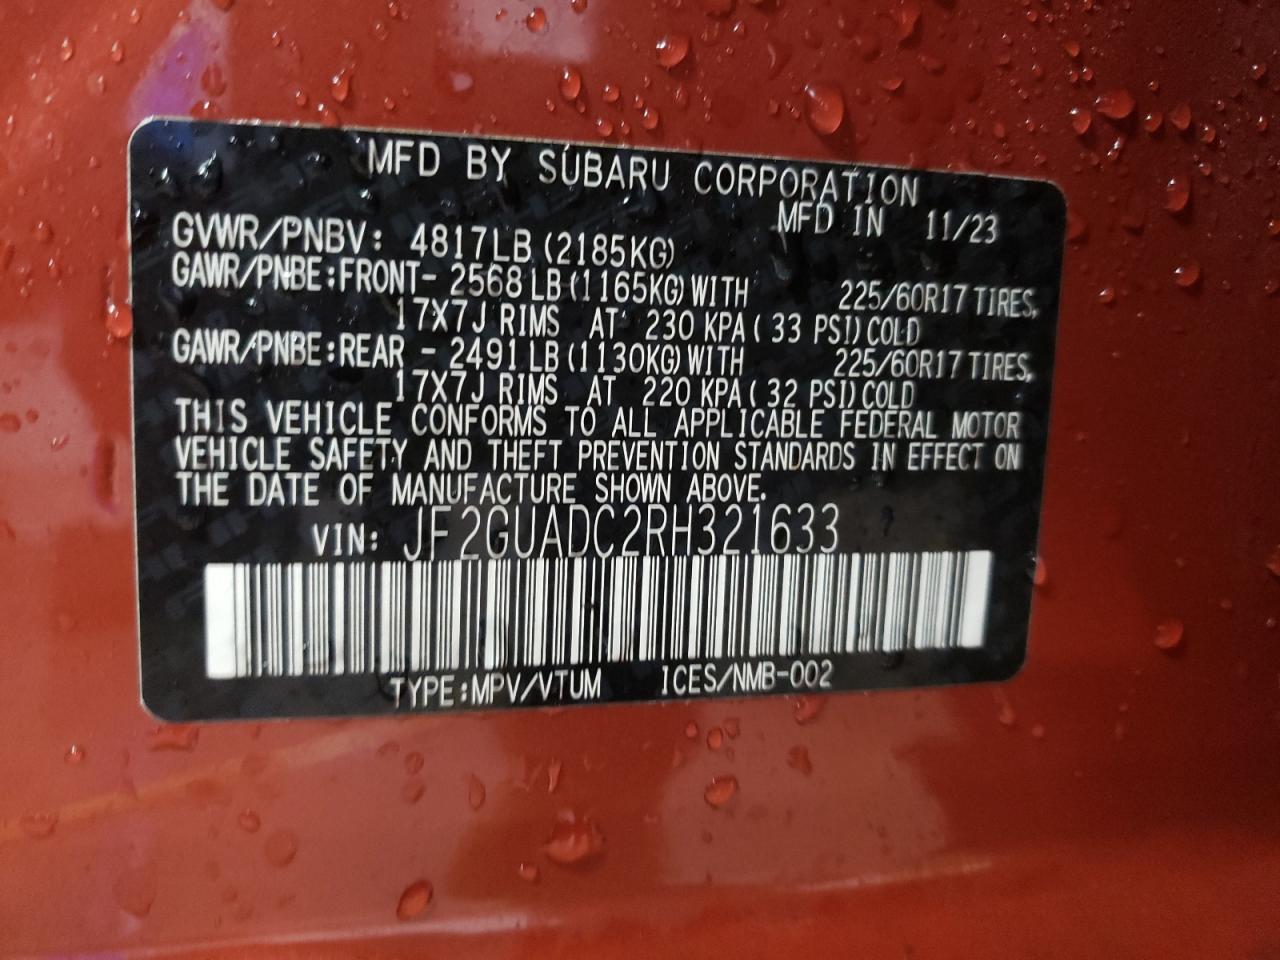 MFD BY SUBARU CORPORATION
MFD IN 11/23
GVWR/PNBV: 4817LB (2185KG)
GAWR/PNBE:FRONT- 2568 LB(1165KG) WITH 225/60R17 TIRES,
17X7J RIMS AT 230 KPA( 33 PSI) COLD
GAWR/PNBE:REAR - 2491 LB(1130KG) WITH 225/60R17 TIRES,
17X7J RIMS AT 220 KPA( 32 PSI) COLD
THIS VEHICLE CONFORMS TO ALL APPLICABLE FEDERAL MOTOR
VEHICLE SAFETY AND THEFT PREVENTION STANDARDS IN EFFECT ON
THE DATE OF MANUFACTURE SHOWN ABOVE.
VIN: JF2GUADC2RH321633
TYPE:MPV/VTUM ICES/NMB-002